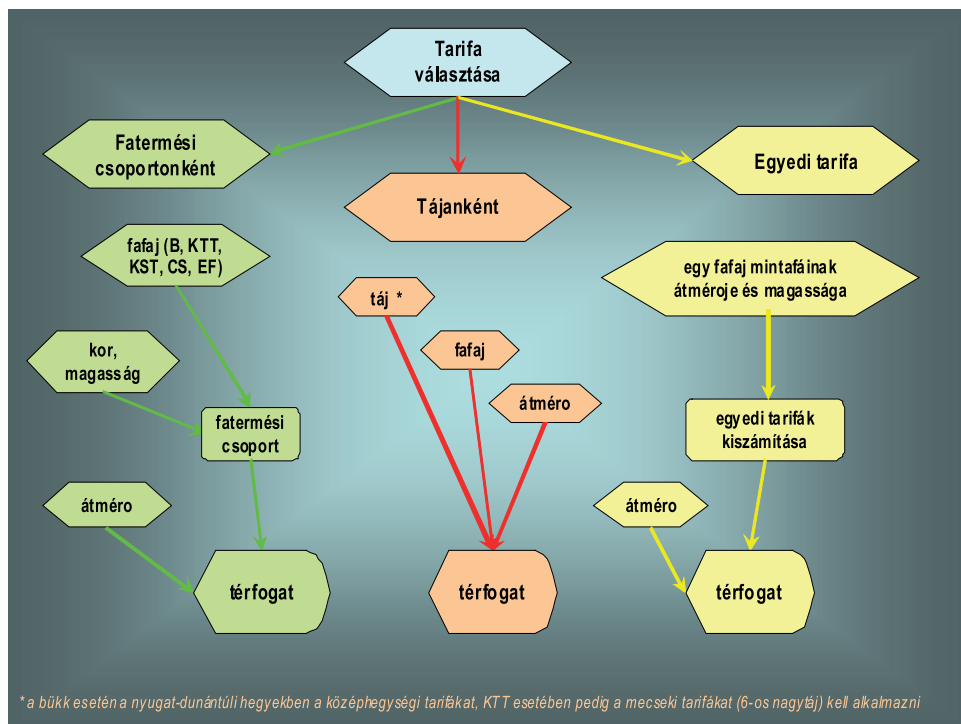 Tarifa
választása
Fatermési
csoportonként
Tájanként
Egyedi tarifa
fafaj (B, KTT,
KST, CS, EF)
kor,
magasság
fatermési
csoport
átméro
térfogat
táj *
fafaj
átméro
térfogat
egy fafaj mintafáinak
átméroje és magassága
egyedi tarifák
kiszámítása
átméro
térfogat
* a bükk esetén a nyugat-dunántúli hegyekben a középhegységi tarifákat, KTT esetében pedig a mecseki tarifákat (6-os nagytáj) kell alkalmazni